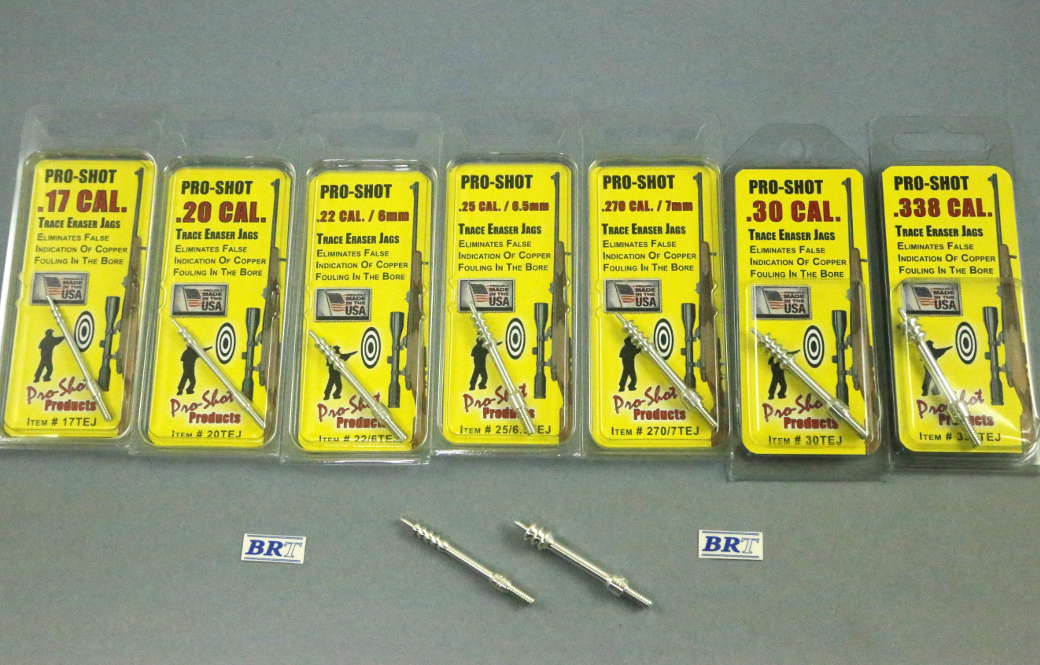 PRO-SHOT
.17 CAL.
TRACE ERASER JAGS
ELIMINATES FALSE
INDICATION OF COPPER
FOULING IN THE BORE
MADE
IN THE
USA
Pro-Shot
Products
ITEM # 17TEJ
PRO-SHOT
.20 CAL.
TRACE ERASER JAGS
ELIMINATES FALSE
INDICATION OF COPPER
FOULING IN THE BORE
MADE
IN THE
USA
Pro-Shot
Products
ITEM # 20TEJ
PRO-SHOT
.22 CAL. / 6mm
TRACE ERASER JAGS
ELIMINATES FALSE
INDICATION OF COPPER
FOULING IN THE BORE
MADE
IN THE
USA
Pro-Shot
Products
ITEM # 22/6TEJ
PRO-SHOT
.25 CAL. / 6.5mm
TRACE ERASER JAGS
ELIMINATES FALSE
INDICATION OF COPPER
FOULING IN THE BORE
MADE
IN THE
USA
Pro-Shot
Products
ITEM # 25/6.5TEJ
PRO-SHOT
.270 CAL. / 7mm
TRACE ERASER JAGS
ELIMINATES FALSE
INDICATION OF COPPER
FOULING IN THE BORE
MADE
IN THE
USA
Pro-Shot
Products
ITEM # 270/7TEJ
PRO-SHOT
.30 CAL.
TRACE ERASER JAGS
ELIMINATES FALSE
INDICATION OF COPPER
FOULING IN THE BORE
MADE
IN THE
USA
Pro-Shot
Products
ITEM # 30TEJ
PRO-SHOT
.338 CAL.
TRACE ERASER JAGS
ELIMINATES FALSE
INDICATION OF COPPER
FOULING IN THE BORE
MADE
IN THE
USA
Pro-Shot
Products
ITEM #
BRT
BRT